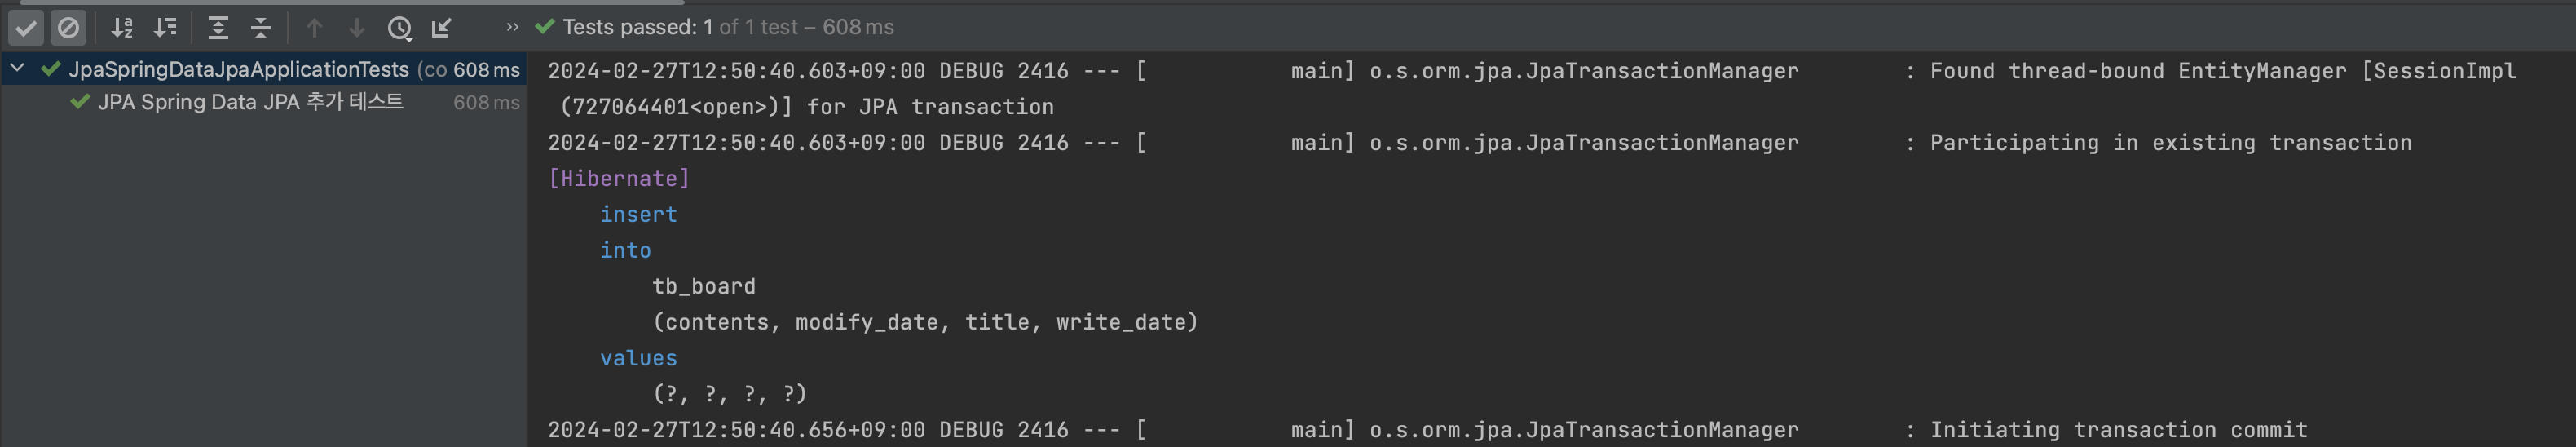 Tests passed: 1 of 1 test – 608 ms
JpaSpringDataJpaApplicationTests (co 608 ms
JPA Spring Data JPA 추가 테스트 608 ms
2024-02-27T12:50:40.603+09:00 DEBUG 2416 --- [           main] o.s.orm.jpa.JpaTransactionManager        : Found thread-bound EntityManager [SessionImpl
(727064401<open>)] for JPA transaction
2024-02-27T12:50:40.603+09:00 DEBUG 2416 --- [           main] o.s.orm.jpa.JpaTransactionManager        : Participating in existing transaction
[Hibernate]
insert
into
tb_board
(contents, modify_date, title, write_date)
values
(?, ?, ?, ?)
2024-02-27T12:50:40.656+09:00 DEBUG 2416 --- [           main] o.s.orm.jpa.JpaTransactionManager        : Initiating transaction commit